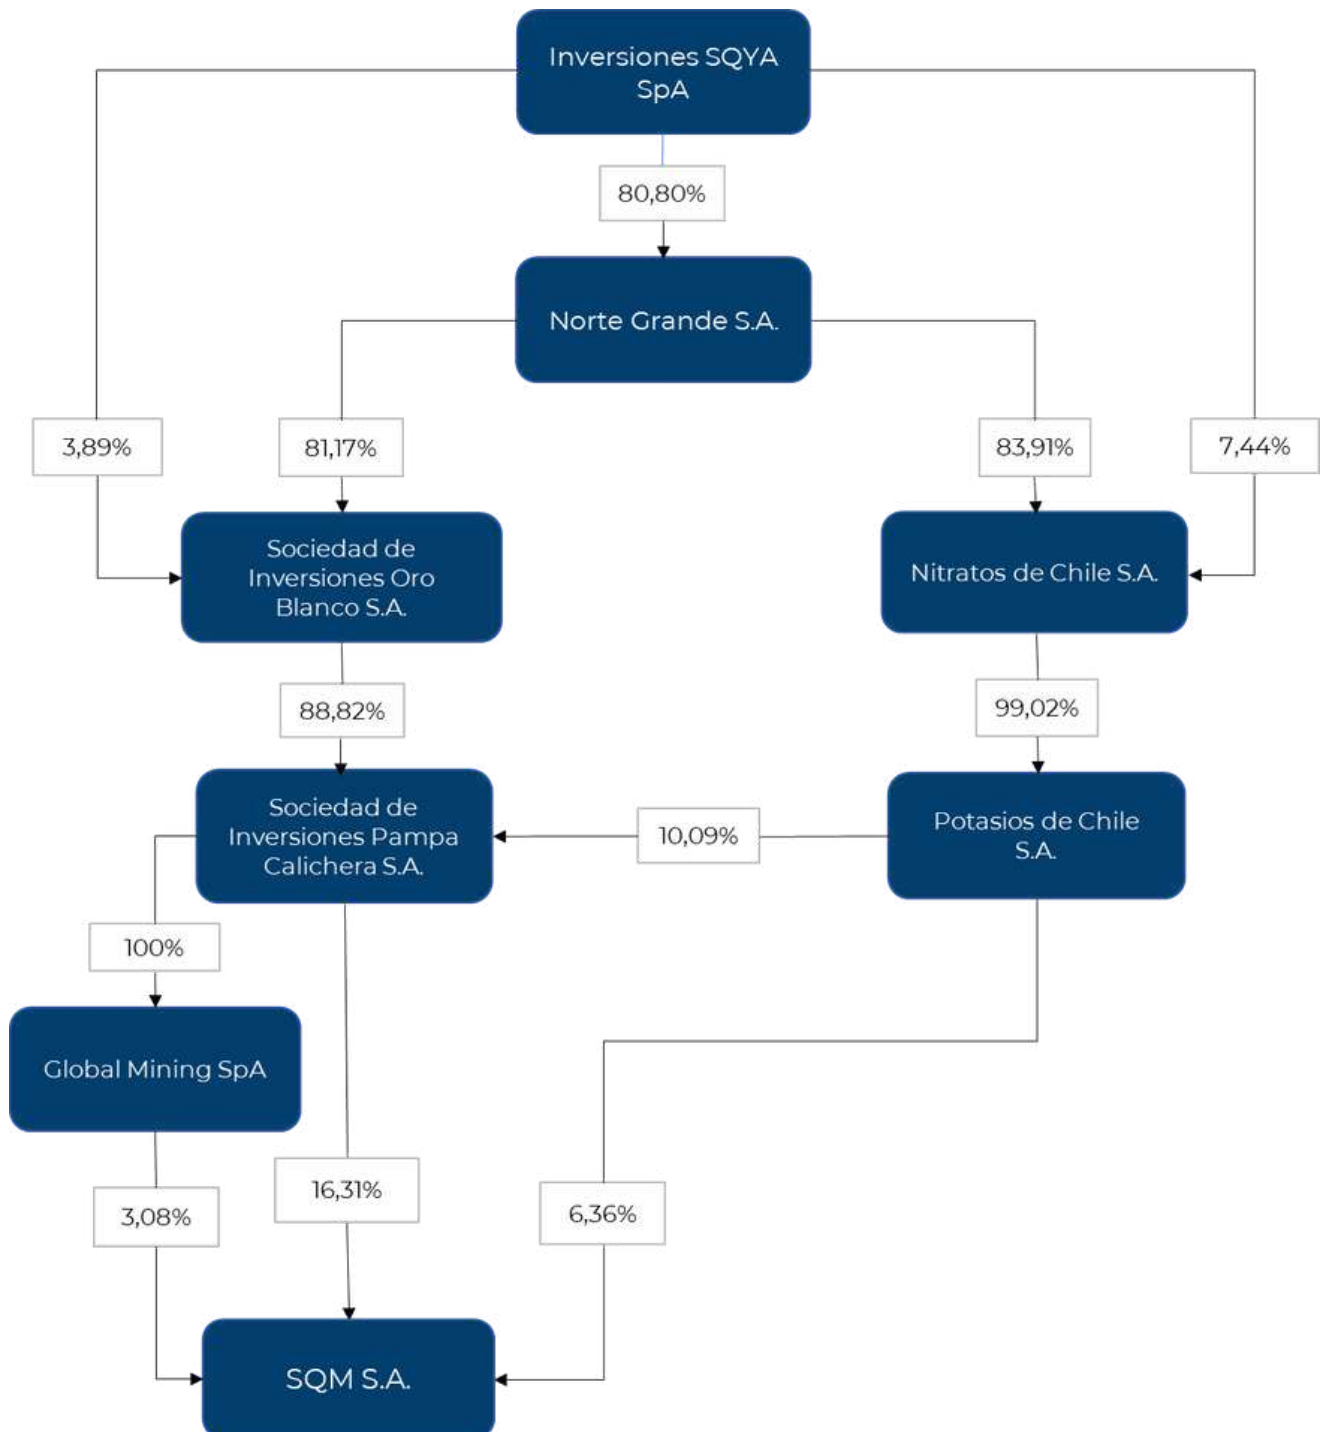 Inversiones SQYA
SpA
80,80%
Norte Grande S.A.
3,89%
81,17%
83,91%
7,44%
Sociedad de
Inversiones Oro
Blanco S.A.
Nitratos de Chile S.A.
88,82%
99,02%
Sociedad de
Inversiones Pampa
Calichera S.A.
10,09%
Potasios de Chile
S.A.
100%
Global Mining SpA
3,08%
16,31%
6,36%
SQM S.A.